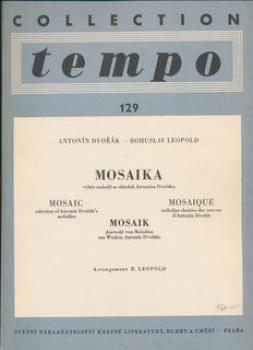 COLLECTION
tempo
129
ANTONÍN DVOŘÁK – BOHUSLAV LEOPOLD
MOSAIKA
výběr melodií ze skladeb Antonína Dvořáka
MOSAIC
selection of Antonín Dvořák's
melodies
MOSAIQUE
mélodies choisies des oeuvres
d'Antonín Dvořák
MOSAIK
Auswahl von Melodien
aus Werken Antonín Dvořáks
Arrangement B. LEOPOLD
STÁTNÍ NAKLADATELSTVÍ KRÁSNÉ LITERATURY, HUDBY A UMĚNÍ – PRAHA